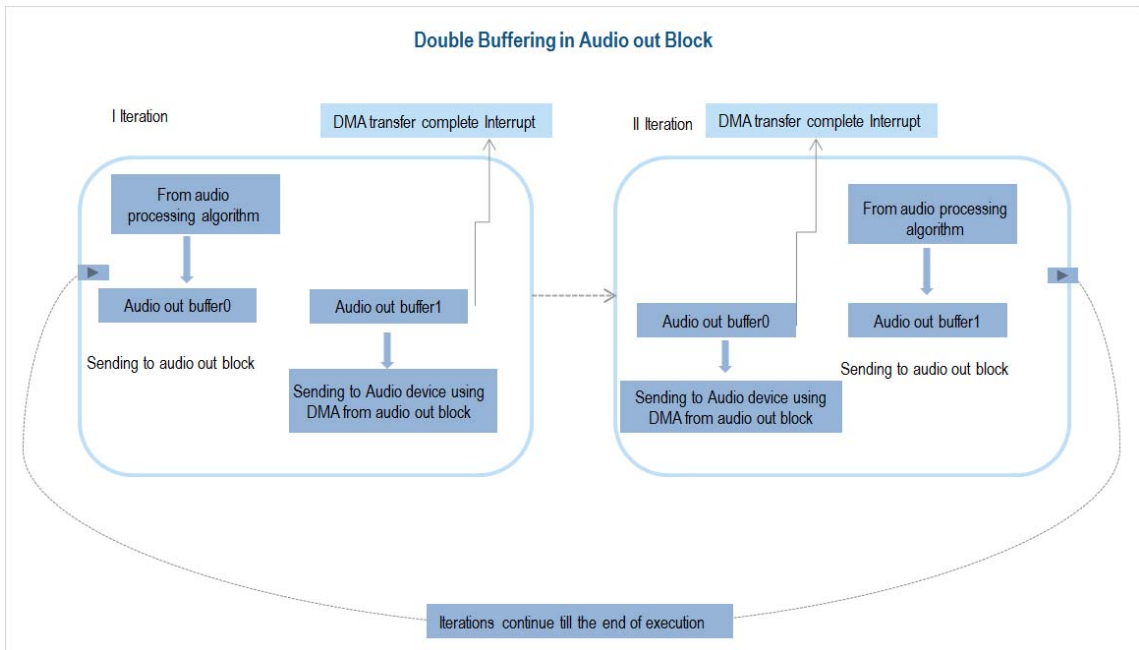 Double Buffering in Audio out Block
I Iteration
DMA transfer complete Interrupt
From audio
processing algorithm
Audio out buffer0
Sending to audio out block
Audio out buffer1
Sending to Audio device using
DMA from audio out block
II Iteration
DMA transfer complete Interrupt
From audio processing
algorithm
Audio out buffer0
Audio out buffer1
Sending to Audio device using
DMA from audio out block
Sending to audio out block
Iterations continue till the end of execution